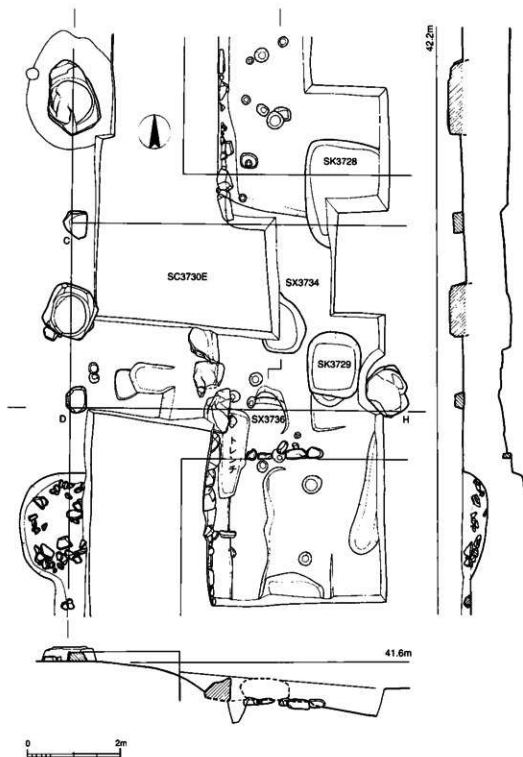 42.2m
SK3728
C
SC3730E
SX3734
SK3729
D
SX3736
H
トレンチ
41.6m
0
2m